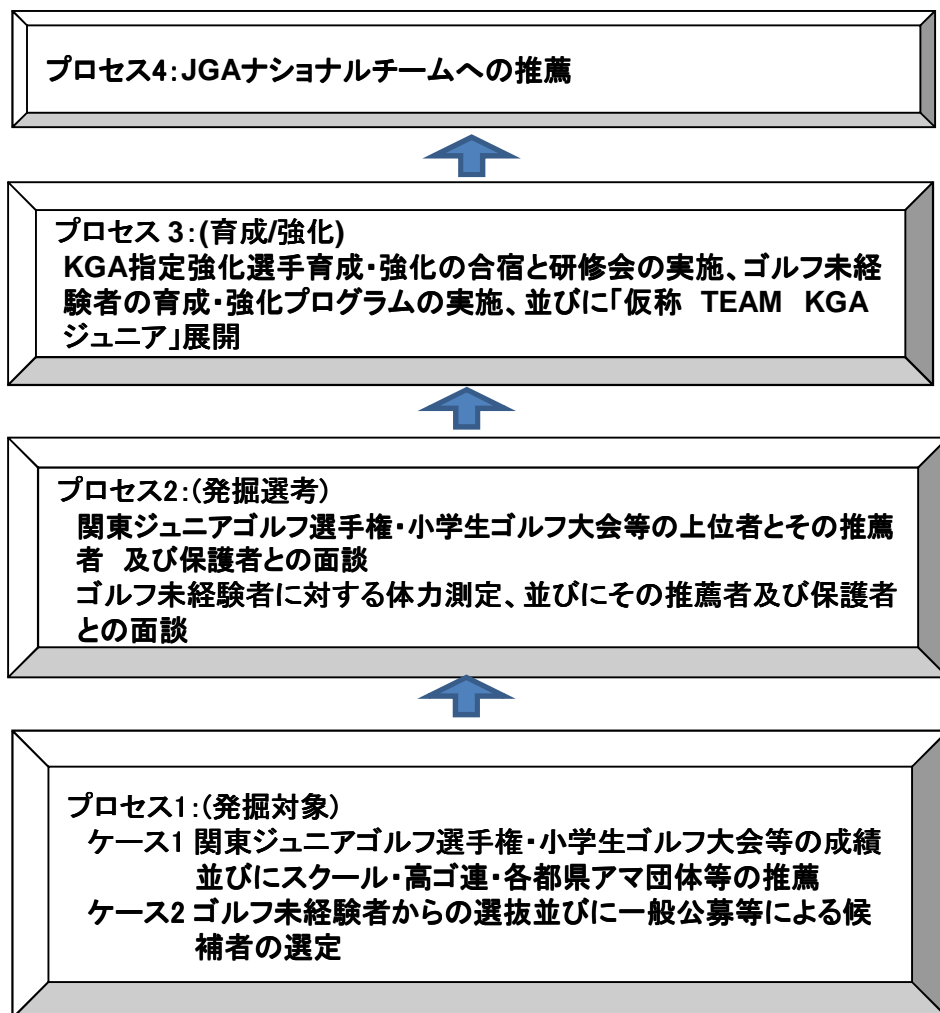 プロセス4:JGAナショナルチームへの推薦
プロセス 3:(育成/強化)
KGA指定強化選手育成・強化の合宿と研修会の実施、ゴルフ未経
験者の育成・強化プログラムの実施、並びに「仮称 TEAM KGA
ジュニア」展開
プロセス2:(発掘選考)
関東ジュニアゴルフ選手権・小学生ゴルフ大会等の上位者とその推薦
者 及び保護者との面談
ゴルフ未経験者に対する体力測定、並びにその推薦者及び保護者
との面談
プロセス1:(発掘対象)
ケース1 関東ジュニアゴルフ選手権・小学生ゴルフ大会等の成績
並びにスクール・高ゴ連・各都県アマ団体等の推薦
ケース2 ゴルフ未経験者からの選抜並びに一般公募等による候
補者の選定